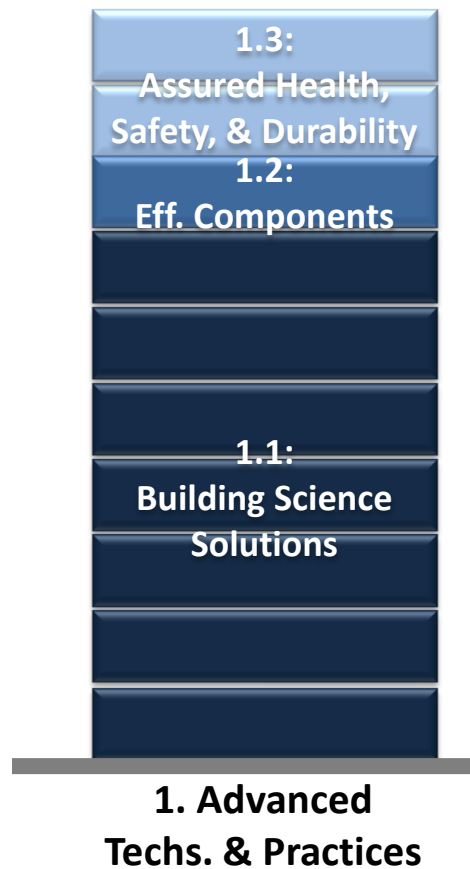 1.3:
Assured Health,
Safety, & Durability
1.2:
Eff. Components
1.1:
Building Science
Solutions
1. Advanced
Techs. & Practices